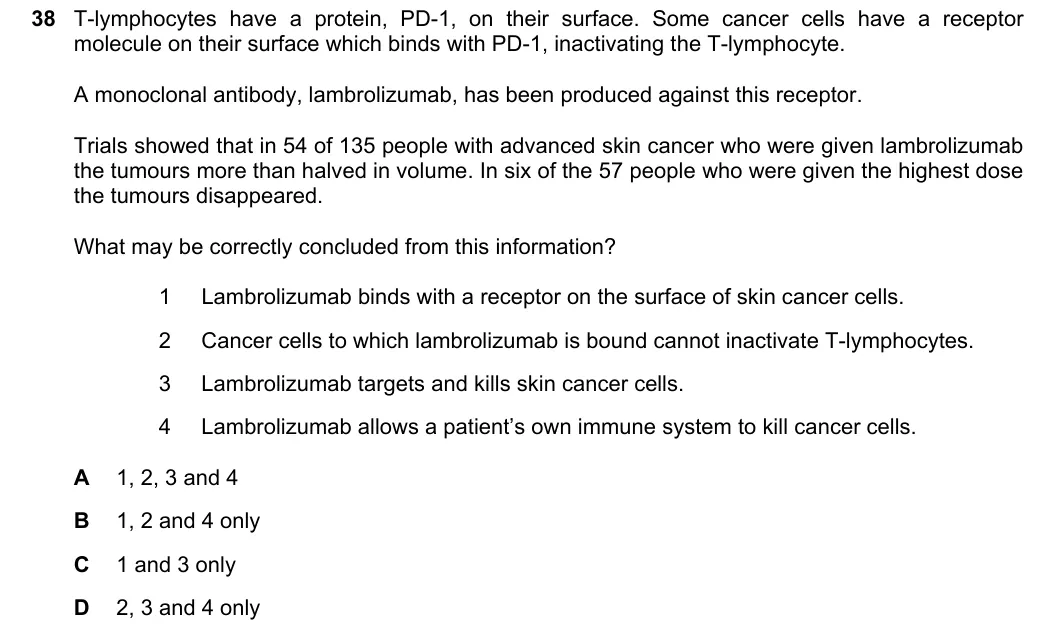 38 T-lymphocytes have a protein, PD-1, on their surface. Some cancer cells have a receptor
molecule on their surface which binds with PD-1, inactivating the T-lymphocyte.
A monoclonal antibody, lambrolizumab, has been produced against this receptor.
Trials showed that in 54 of 135 people with advanced skin cancer who were given lambrolizumab
the tumours more than halved in volume. In six of the 57 people who were given the highest dose
the tumours disappeared.
What may be correctly concluded from this information?
1 Lambrolizumab binds with a receptor on the surface of skin cancer cells.
2 Cancer cells to which lambrolizumab is bound cannot inactivate T-lymphocytes.
3 Lambrolizumab targets and kills skin cancer cells.
4 Lambrolizumab allows a patient's own immune system to kill cancer cells.
A 1, 2, 3 and 4
B 1, 2 and 4 only
C 1 and 3 only
D 2, 3 and 4 only